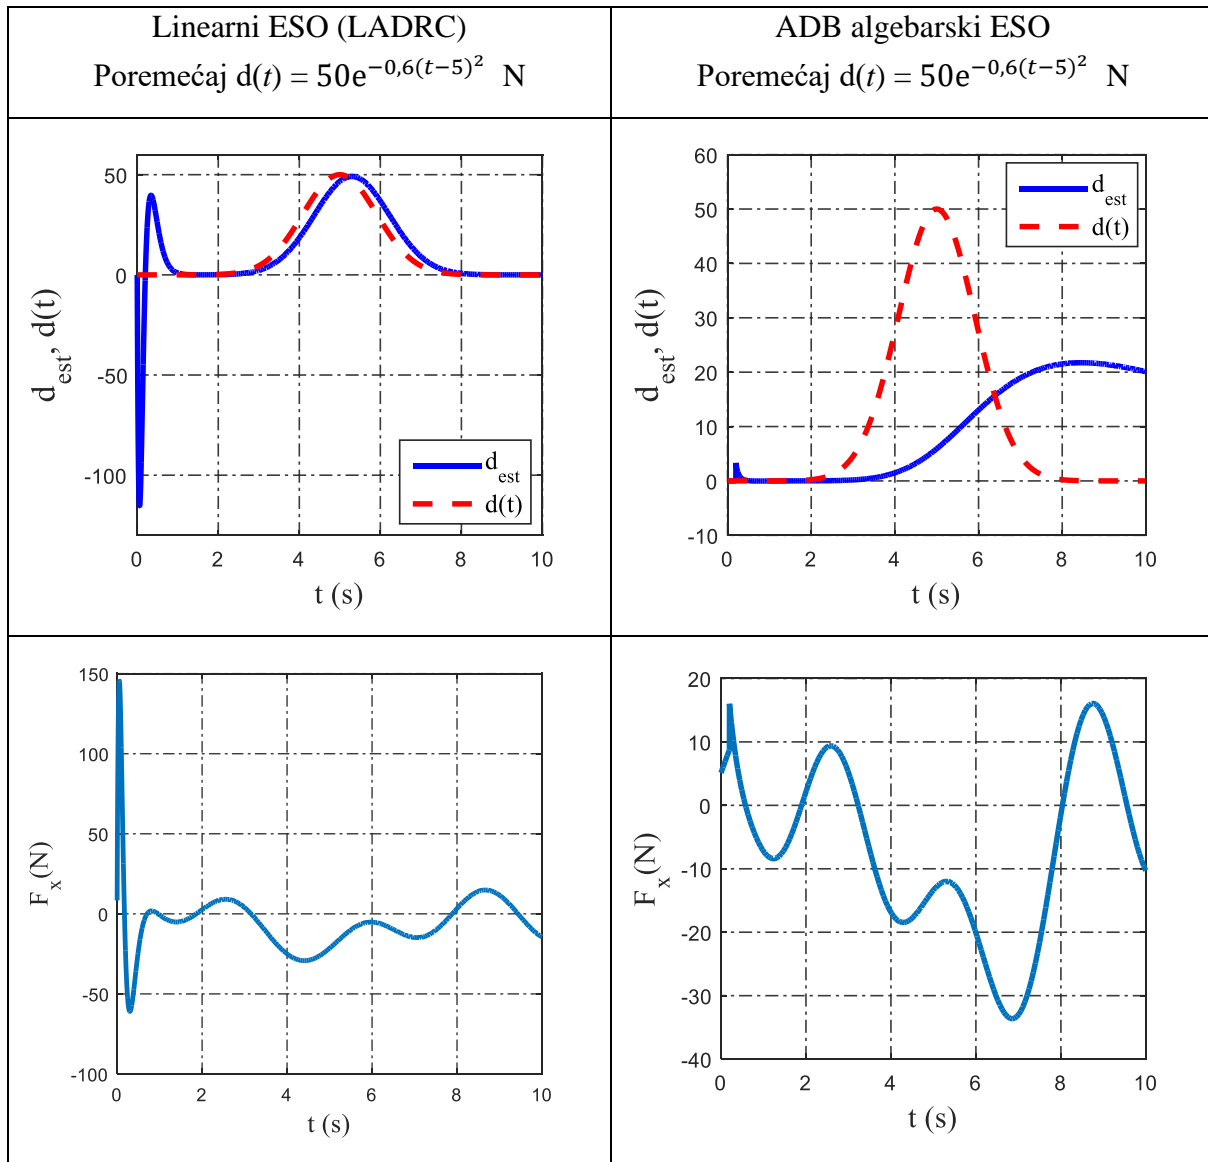 Linearni ESO (LADRC)
Poremećaj d(t) = 50e^{−0,6(t−5)^2} N
ADB algebarski ESO
Poremećaj d(t) = 50e^{−0,6(t−5)^2} N
50
0
-50
-100
d_est, d(t)
d_est
d(t)
0 2 4 6 8 10
t (s)
60
50
40
30
20
10
0
-10
d_est, d(t)
d_est
d(t)
0 2 4 6 8 10
t (s)
150
100
50
0
-50
-100
F_x(N)
0 2 4 6 8 10
t (s)
20
10
0
-10
-20
-30
-40
F_x(N)
0 2 4 6 8 10
t (s)